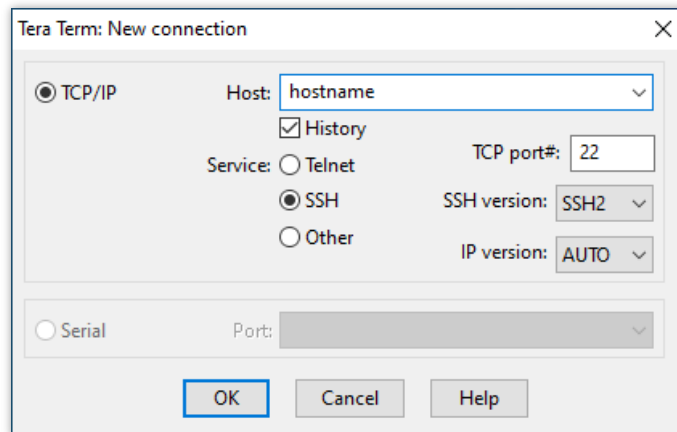 Tera Term: New connection
TCP/IP Host: hostname
History
TCP port#: 22
Service: Telnet
SSH SSH version: SSH2
Other IP version: AUTO
Serial Port:
OK Cancel Help